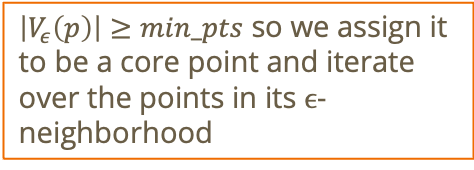 |V_ϵ(p)| ≥ min_pts so we assign it
to be a core point and iterate
over the points in its ϵ-
neighborhood